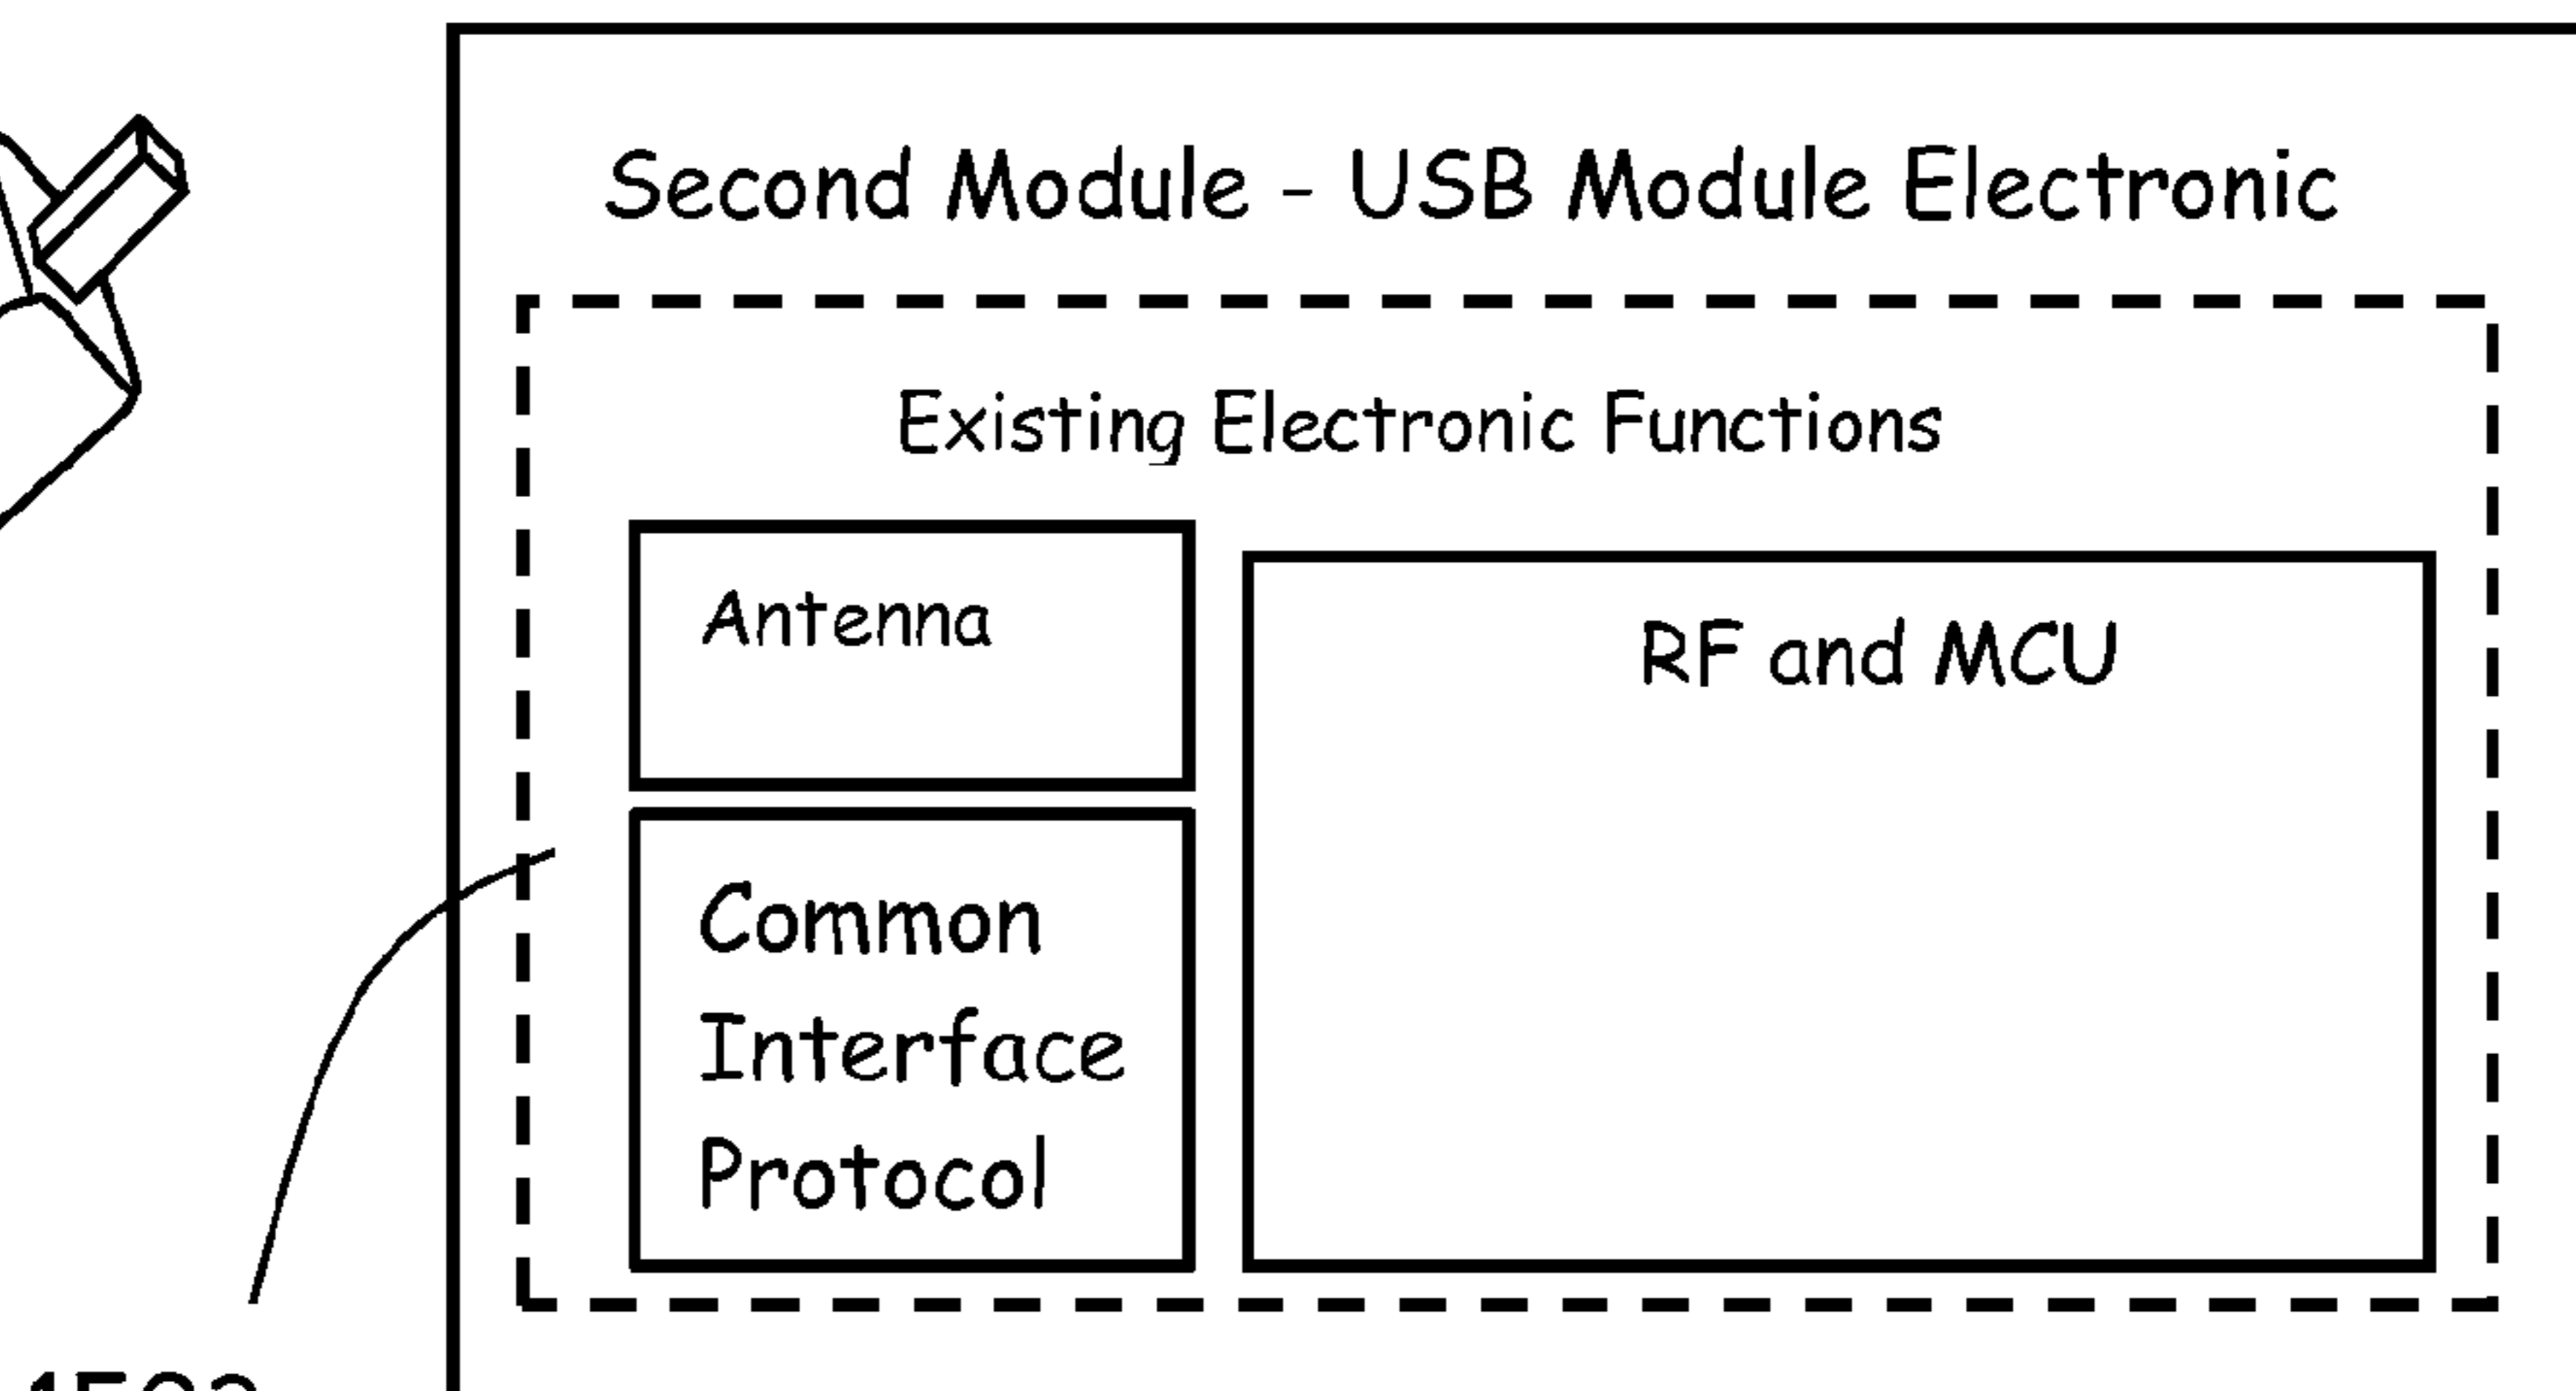 Second Module - USB Module Electronic
Existing Electronic Functions
Antenna
RF and MCU
Common
Interface
Protocol